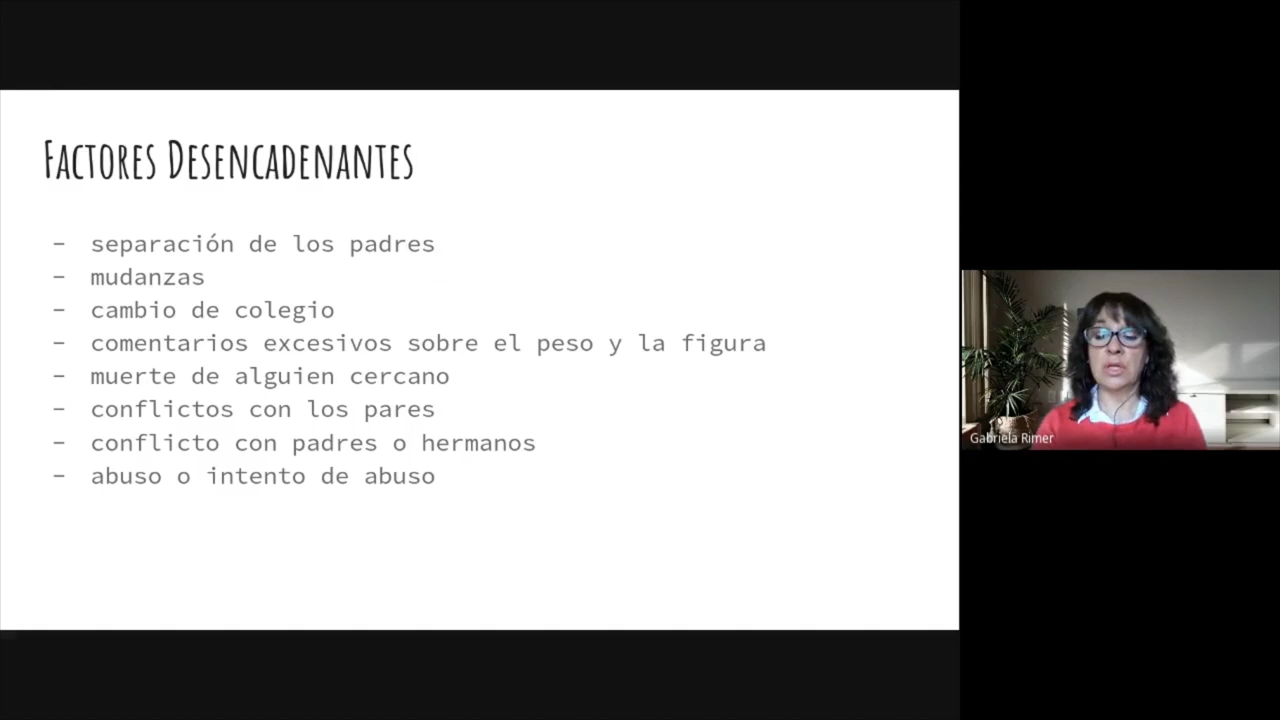 Factores Desencadenantes
- separación de los padres
- mudanzas
- cambio de colegio
- comentarios excesivos sobre el peso y la figura
- muerte de alguien cercano
- conflictos con los pares
- conflicto con padres o hermanos
- abuso o intento de abuso
Gabriela Rimer